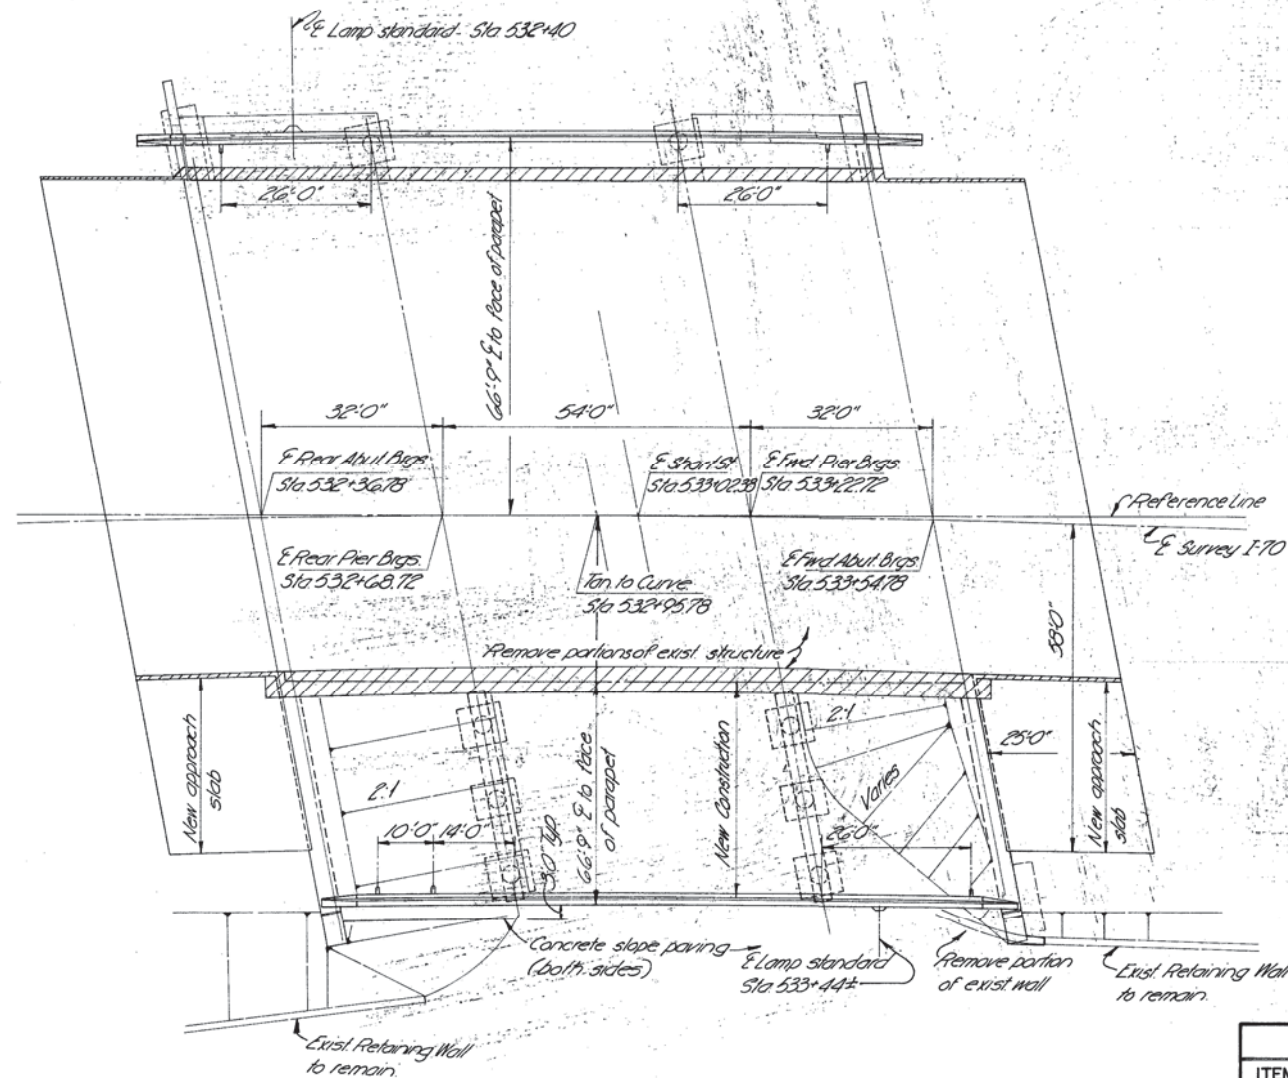 ℄ Lamp standard - Sta 532+40
26'-0"
26'-0"
66'-9" ℄ to face of parapet
32'-0"
54'-0"
32'-0"
℄ Rear Abut Brgs.
Sta. 532+36.78
℄ Short St
Sta. 533+02.38
℄ Fwd. Pier Brgs.
Sta. 533+22.72
Reference Line
℄ Survey I-70
℄ Rear Pier Brgs.
Sta. 532+68.72
Tan. to Curve
Sta. 532+95.78
℄ Fwd Abut Brgs.
Sta. 533+54.78
58'-0"
Remove portions of exist. structure
New approach
slab
2:1
10'-0"
14'-0"
3'-0" Typ
66'-9" ℄ to face
of parapet
New Construction
2:1
Varies
26'-0"
25'-0"
New approach
slab
Concrete slope paving
(both sides)
℄ Lamp standard
Sta. 533+44±
Remove portion
of exist wall
Exist. Retaining Wall
to remain.
Exist. Retaining Wall
to remain.
ITEM